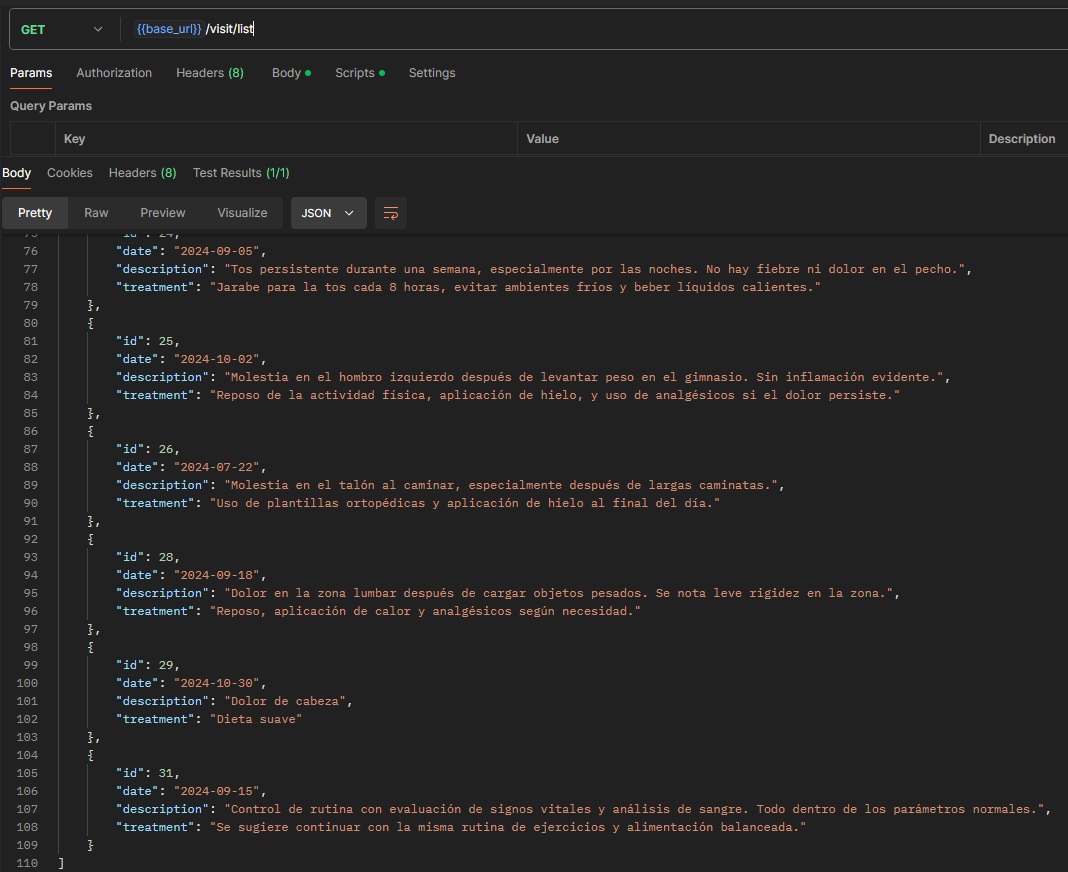 GET {{base_url}} /visit/list
Params Authorization Headers (8) Body Scripts Settings
Query Params
Key Value Description
Body Cookies Headers (8) Test Results (1/1)
Pretty Raw Preview Visualize JSON
75 "id": 24,
76 "date": "2024-09-05",
77 "description": "Tos persistente durante una semana, especialmente por las noches. No hay fiebre ni dolor en el pecho.",
78 "treatment": "Jarabe para la tos cada 8 horas, evitar ambientes fríos y beber líquidos calientes."
79 },
80 {
81 "id": 25,
82 "date": "2024-10-02",
83 "description": "Molestia en el hombro izquierdo después de levantar peso en el gimnasio. Sin inflamación evidente.",
84 "treatment": "Reposo de la actividad física, aplicación de hielo, y uso de analgésicos si el dolor persiste."
85 },
86 {
87 "id": 26,
88 "date": "2024-07-22",
89 "description": "Molestia en el talón al caminar, especialmente después de largas caminatas.",
90 "treatment": "Uso de plantillas ortopédicas y aplicación de hielo al final del día."
91 },
92 {
93 "id": 28,
94 "date": "2024-09-18",
95 "description": "Dolor en la zona lumbar después de cargar objetos pesados. Se nota leve rigidez en la zona.",
96 "treatment": "Reposo, aplicación de calor y analgésicos según necesidad."
97 },
98 {
99 "id": 29,
100 "date": "2024-10-30",
101 "description": "Dolor de cabeza",
102 "treatment": "Dieta suave"
103 },
104 {
105 "id": 31,
106 "date": "2024-09-15",
107 "description": "Control de rutina con evaluación de signos vitales y análisis de sangre. Todo dentro de los parámetros normales.",
108 "treatment": "Se sugiere continuar con la misma rutina de ejercicios y alimentación balanceada."
109 }
110 ]